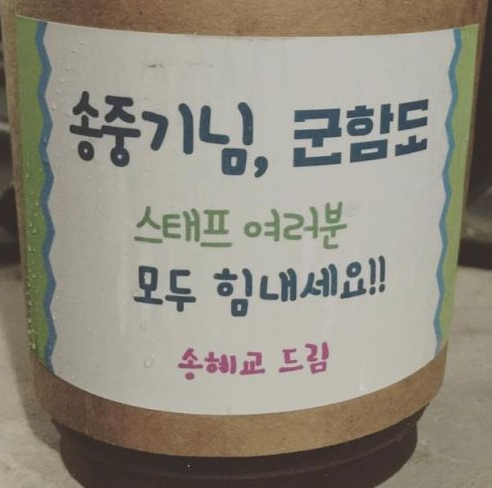 송중기님, 군함도
스태프 여러분
모두 힘내세요!!
송혜교 드림